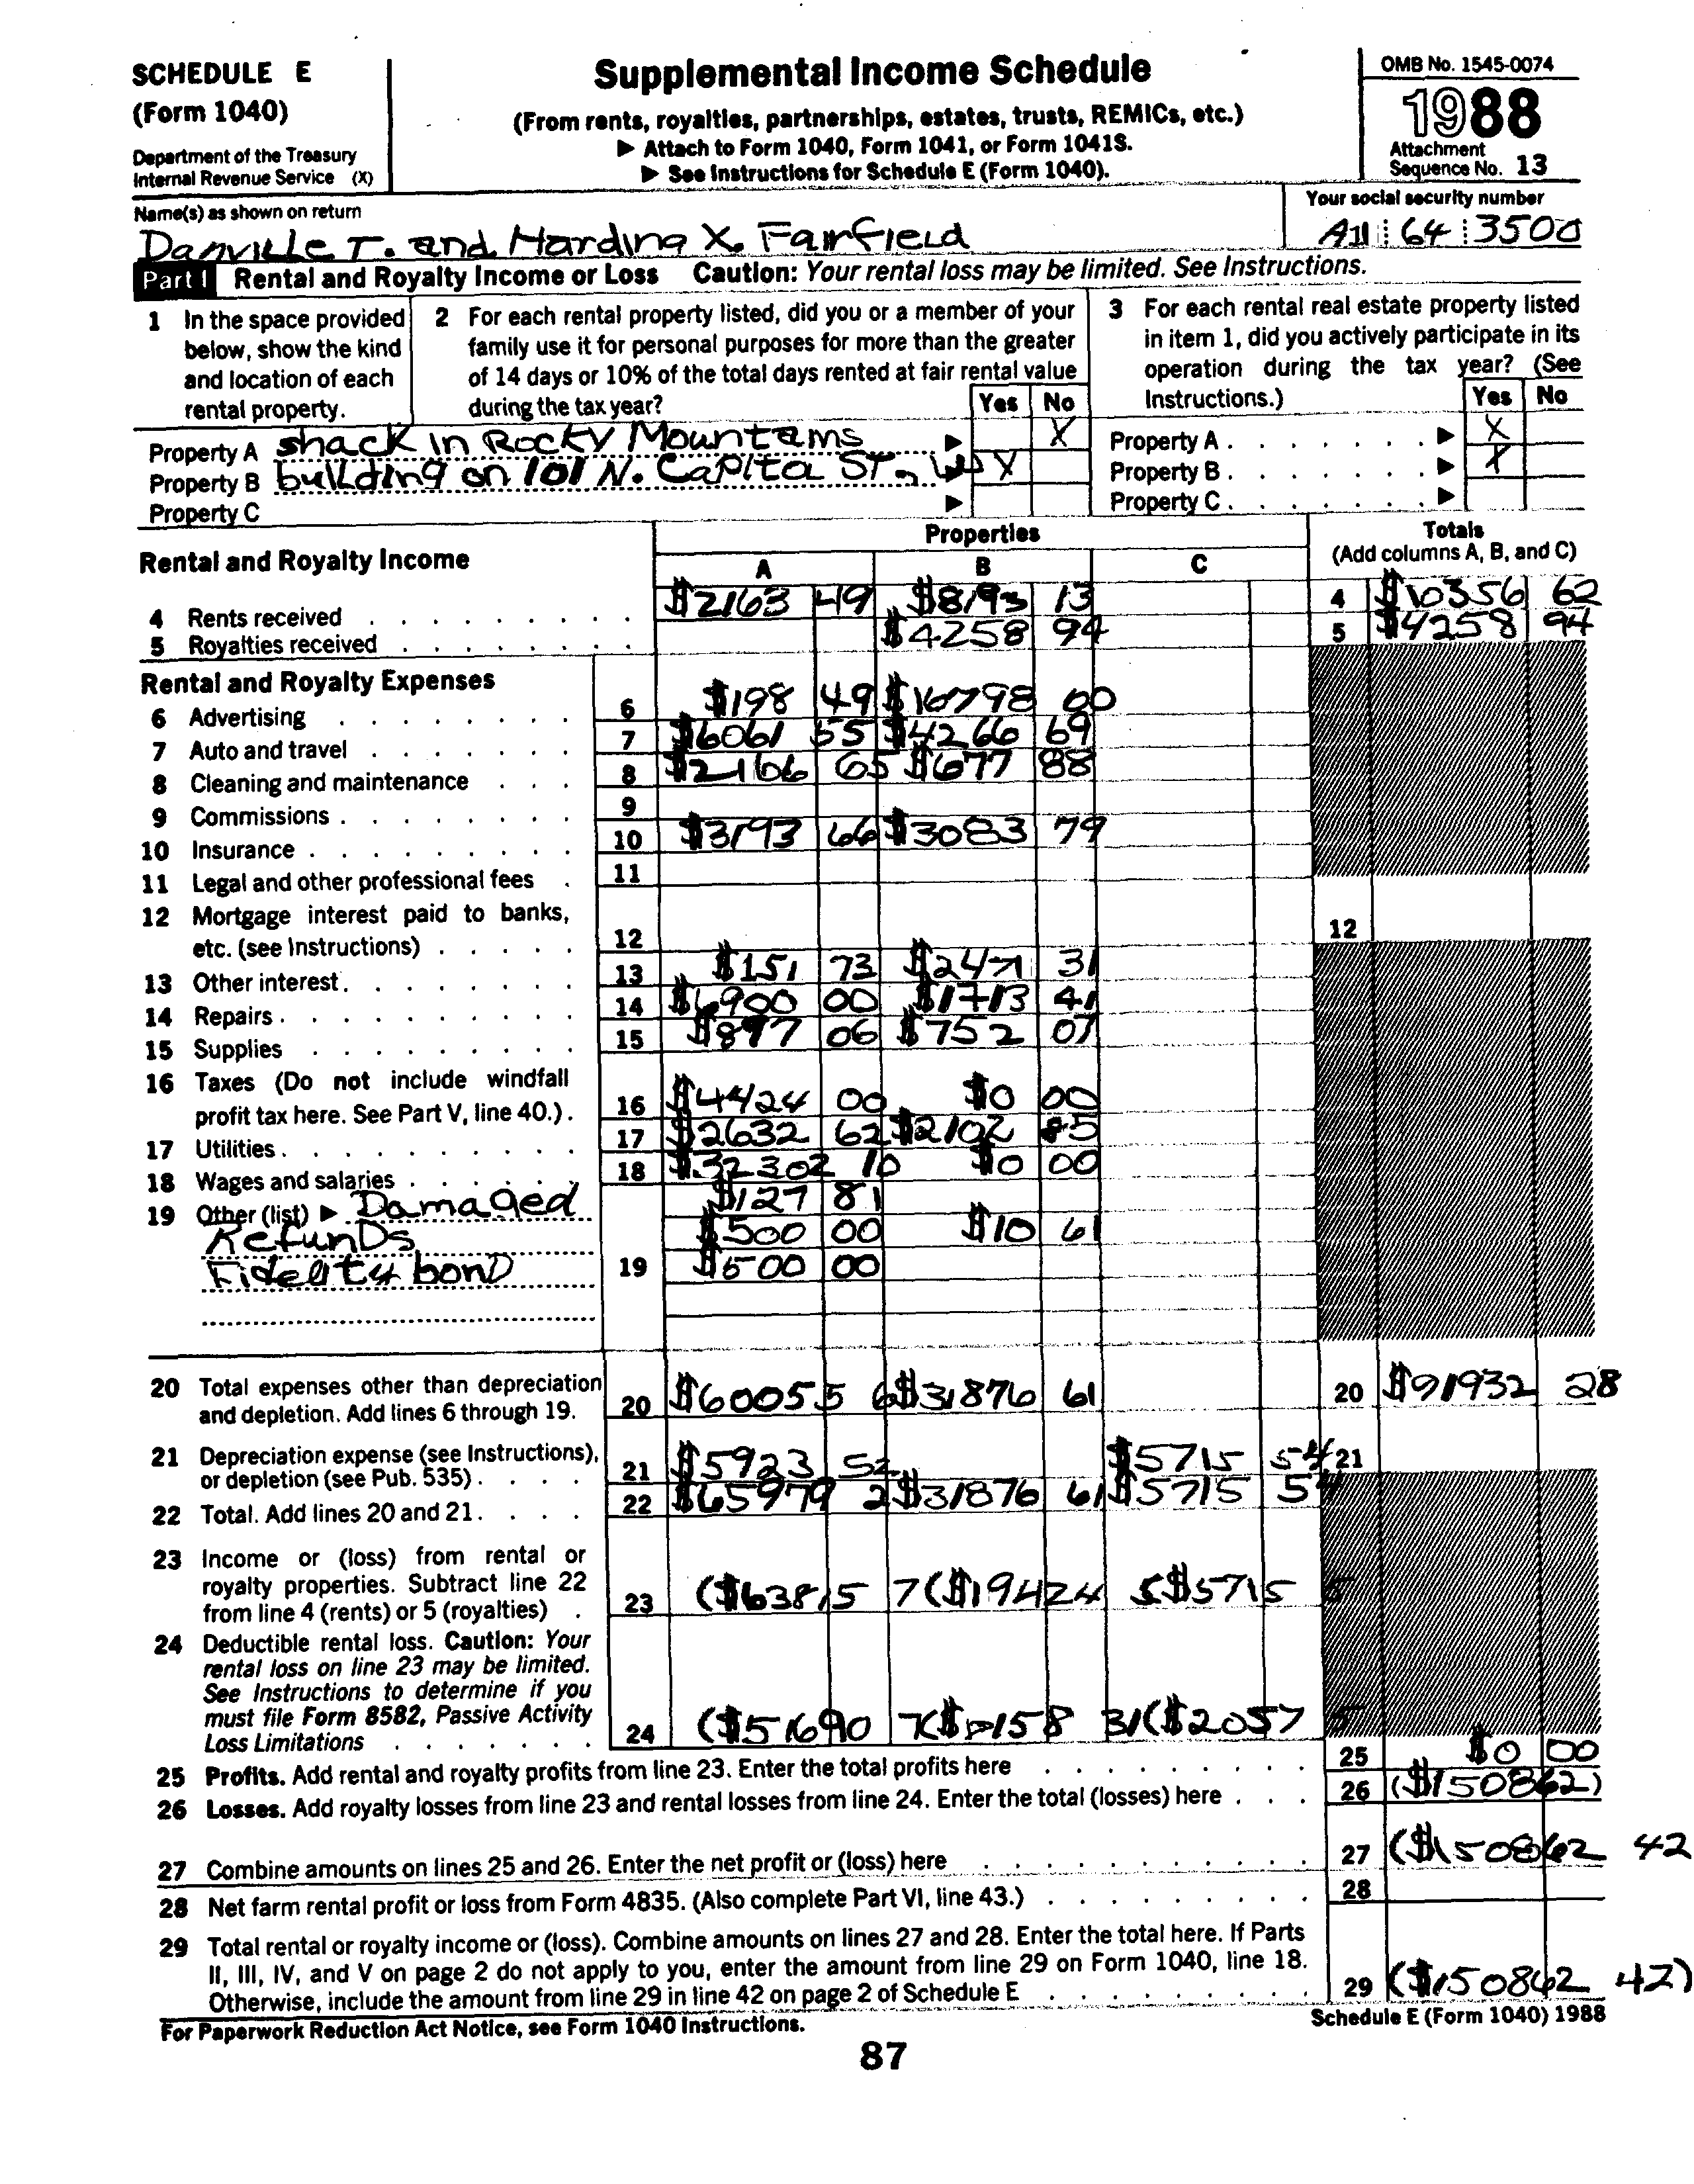 SCHEDULE E
(Form 1040)
Department of the Treasury
Internal Revenue Service (X)
Supplemental Income Schedule
(From rents, royalties, partnerships, estates, trusts, REMICs, etc.)
▶ Attach to Form 1040, Form 1041, or Form 1041S.
▶ See Instructions for Schedule E (Form 1040).
OMB No. 1545-0074
1988
Attachment
Sequence No. 13
Name(s) as shown on return
Danville T. and Harding X. Fairfield
Your social security number
64 3500
Part I Rental and Royalty Income or Loss Caution: Your rental loss may be limited. See Instructions.
1 In the space provided
below, show the kind
and location of each
rental property.
2 For each rental property listed, did you or a member of your
family use it for personal purposes for more than the greater
of 14 days or 10% of the total days rented at fair rental value
during the tax year?
Yes No
3 For each rental real estate property listed
in item 1, did you actively participate in its
operation during the tax year? (See
Instructions.)
Yes No
Property A shack in Rocky Mountains ▶ X
Property B building on 101 N. Capita ST., ▶ X
Property C ▶
Property A . . . . . . . ▶ X
Property B . . . . . . . ▶ X
Property C . . . . . . . ▶
Rental and Royalty Income
Properties
A B C
Totals
(Add columns A, B, and C)
4 Rents received $2163 49 $8193 13 4 $10356 62
5 Royalties received $4258 94 5 $4258 94
Rental and Royalty Expenses
6 Advertising 6 $198 49 $16798 00
7 Auto and travel 7 $6061 55 $4266 69
8 Cleaning and maintenance 8 $2166 65 $677 88
9 Commissions 9
10 Insurance 10 $3193 66 $3083 79
11 Legal and other professional fees 11
12 Mortgage interest paid to banks,
etc. (see Instructions) 12 12
13 Other interest 13 $151 73 $2471 31
14 Repairs 14 $6900 00 $1713 41
15 Supplies 15 $897 06 $752 07
16 Taxes (Do not include windfall
profit tax here. See Part V, line 40.) . 16 $4424 00 $0 00
17 Utilities 17 $2632 62 $2102 85
18 Wages and salaries 18 $32302 10 $0 00
19 Other (list) ▶ Damaged $127 81
Refunds $500 00 $10 61
Fidelity bond 19 $500 00
20 Total expenses other than depreciation
and depletion. Add lines 6 through 19. 20 $60055 6 $31876 61 20 $91932 28
21 Depreciation expense (see Instructions),
or depletion (see Pub. 535) 21 $5923 52 $5715 54 21
22 Total. Add lines 20 and 21 22 $65979 2 $31876 61 $5715 54
23 Income or (loss) from rental or
royalty properties. Subtract line 22
from line 4 (rents) or 5 (royalties) 23 ($63815 7 ($19424 5 $5715 5
24 Deductible rental loss. Caution: Your
rental loss on line 23 may be limited.
See Instructions to determine if you
must file Form 8582, Passive Activity
Loss Limitations 24 ($51690 7 31 ($2057 5
25 Profits. Add rental and royalty profits from line 23. Enter the total profits here 25 $0 00
26 Losses. Add royalty losses from line 23 and rental losses from line 24. Enter the total (losses) here 26 ($150862)
27 Combine amounts on lines 25 and 26. Enter the net profit or (loss) here 27 ($150862 42
28 Net farm rental profit or loss from Form 4835. (Also complete Part VI, line 43.) 28
29 Total rental or royalty income or (loss). Combine amounts on lines 27 and 28. Enter the total here. If Parts
II, III, IV, and V on page 2 do not apply to you, enter the amount from line 29 on Form 1040, line 18.
Otherwise, include the amount from line 29 in line 42 on page 2 of Schedule E 29 ($150862 42)
For Paperwork Reduction Act Notice, see Form 1040 Instructions.
Schedule E (Form 1040) 1988
87